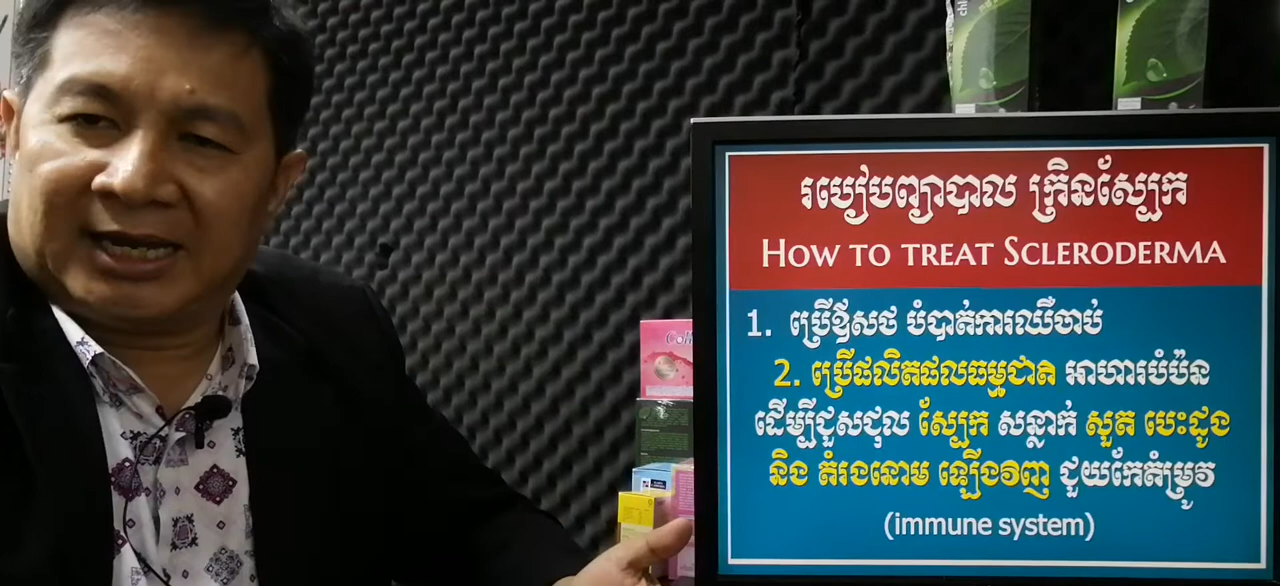 របៀបព្យាបាល ក្រិនស្បែក
HOW TO TREAT SCLERODERMA
1. ប្រើឱសថ បំបាត់ការឈឺចាប់
2. ប្រើផលិតផលធម្មជាតិ អាហារបំប៉ន
ដើម្បីជួសជុល ស្បែក សន្លាក់ សួត បេះដូង
និង តំរងនោម ឡើងវិញ ជួយកែតំម្រូវ
(immune system)